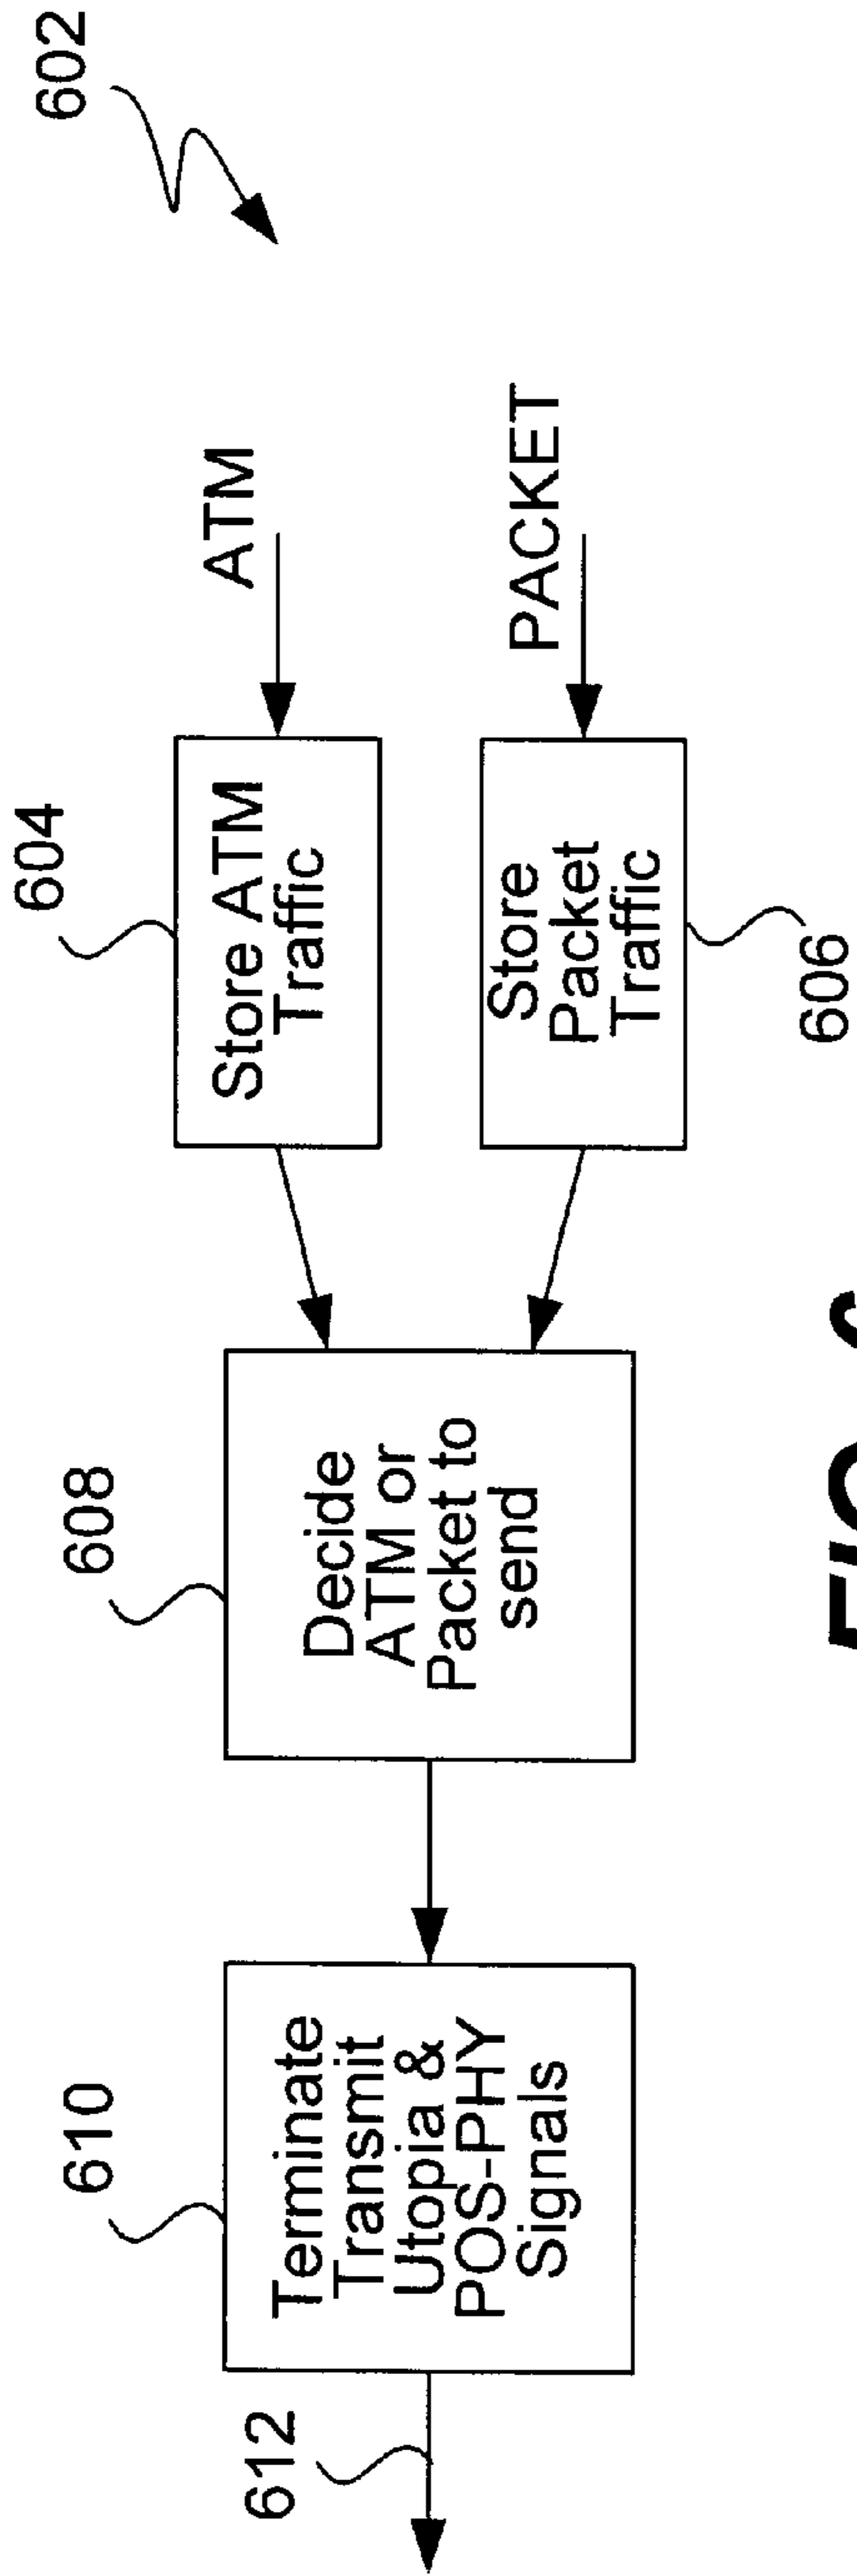 602
ATM
PACKET
604
Store ATM
Traffic
Store
Packet
Traffic
606
608
Decide
ATM or
Packet to
send
610
Terminate
Transmit
Utopia &
POS-PHY
Signals
612